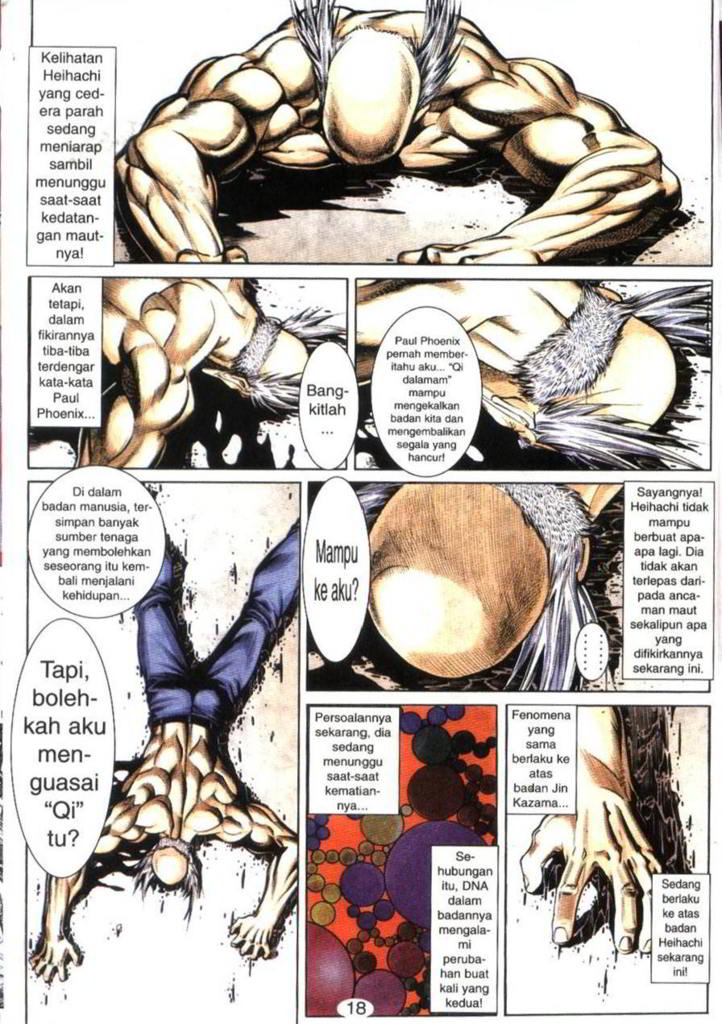 Kelihatan
Heihachi
yang ced-
era parah
sedang
meniarap
sambil
menunggu
saat-saat
kedatan-
gan maut-
nya!
Akan
tetapi,
dalam
fikirannya
tiba-tiba
terdengar
kata-kata
Paul
Phoenix...
Bang-
kitlah
...
Paul Phoenix
pernah member-
itahu aku... “Qi
dalamam”
mampu
mengekalkan
badan kita dan
mengembalikan
segala yang
hancur!
Di dalam
badan manusia, ter-
simpan banyak
sumber tenaga
yang membolehkan
seseorang itu kem-
bali menjalani
kehidupan...
Tapi,
boleh-
kah aku
men-
guasai
“Qi”
tu?
Mampu
ke aku?
Sayangnya!
Heihachi tidak
mampu
berbuat apa-
apa lagi. Dia
tidak akan
terlepas dari-
pada anca-
man maut
sekalipun apa
yang
difikirkannya
sekarang ini.
......
Persoalannya
sekarang, dia
sedang
menunggu
saat-saat
kematian-
nya...
Se-
hubungan
itu, DNA
dalam
badannya
mengala-
mi
peruba-
han buat
kali yang
kedua!
Fenomena
yang
sama
berlaku ke
atas
badan Jin
Kazama...
Sedang
berlaku
ke atas
badan
Heihachi
sekarang
ini!
18